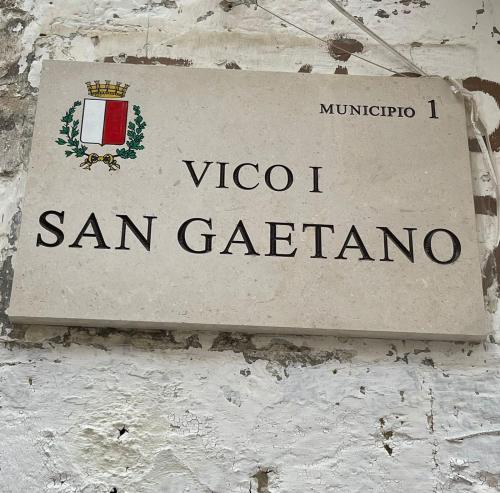 MUNICIPIO 1
VICO I
SAN GAETANO